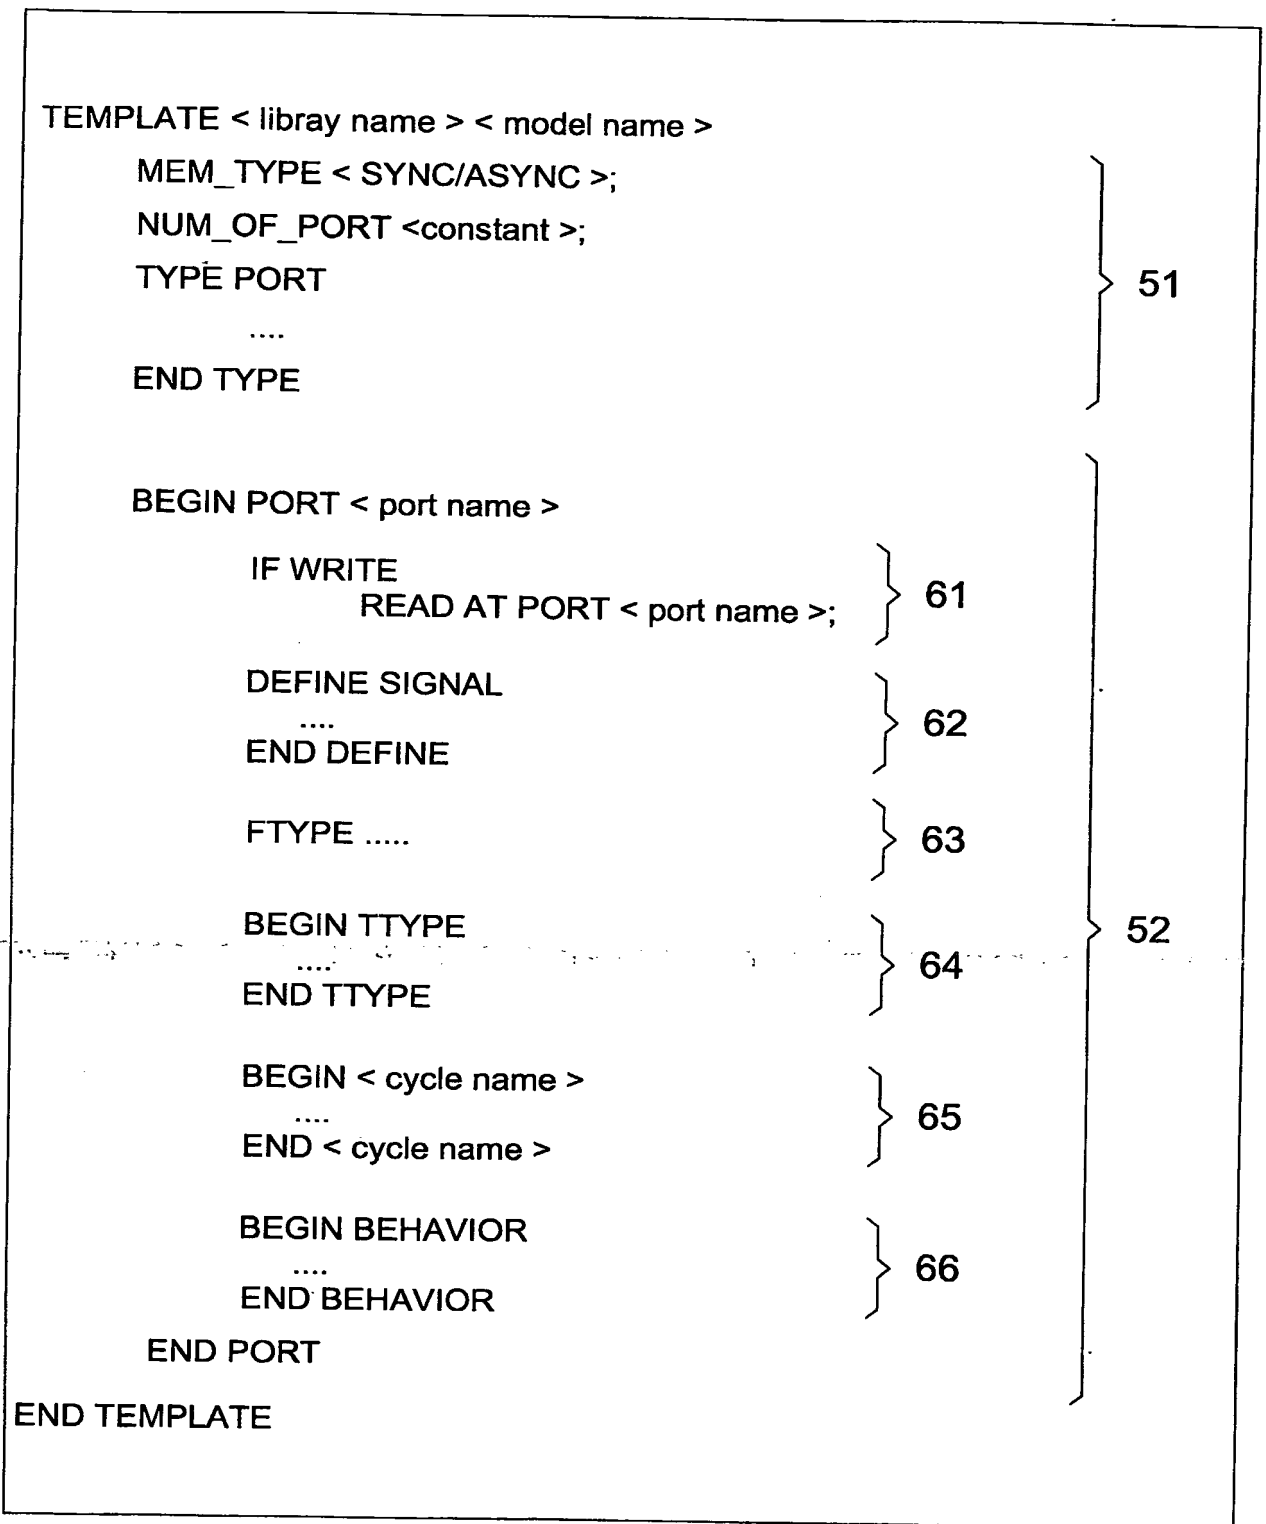 TEMPLATE < libray name > < model name >
MEM_TYPE < SYNC/ASYNC >;
NUM_OF_PORT <constant >;
TYPE PORT
....
END TYPE
51
BEGIN PORT < port name >
IF WRITE
READ AT PORT < port name >;
61
DEFINE SIGNAL
....
END DEFINE
62
FTYPE .....
63
BEGIN TTYPE
....
END TTYPE
64
BEGIN < cycle name >
....
END < cycle name >
65
BEGIN BEHAVIOR
....
END BEHAVIOR
66
END PORT
52
END TEMPLATE